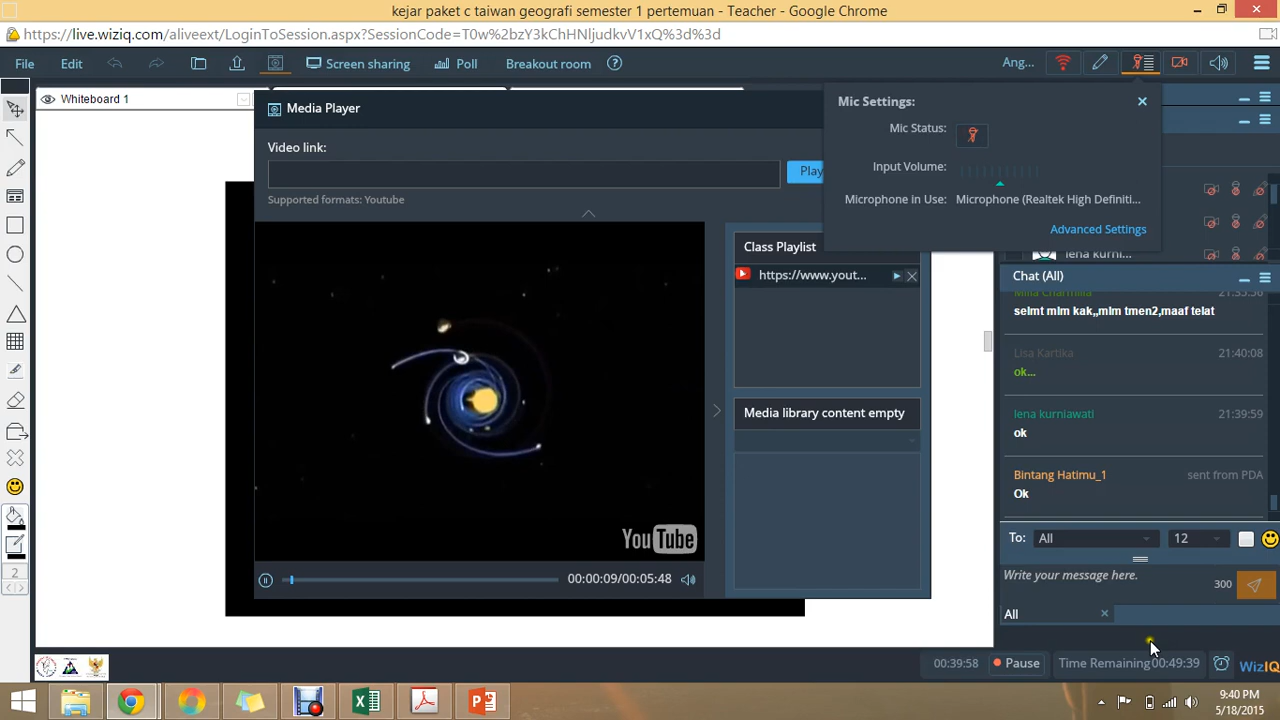 kejar paket c taiwan geografi semester 1 pertemuan - Teacher - Google Chrome
https://live.wiziq.com/aliveext/LoginToSession.aspx?SessionCode=T0w%2bzY3kChHNljudkvV1xQ%3d%3d
File Edit Screen sharing Poll Breakout room ? Ang...
Whiteboard 1
Media Player
Video link:
Play
Supported formats: Youtube
Mic Settings:
Mic Status:
Input Volume:
Microphone in Use: Microphone (Realtek High Definiti...
Advanced Settings
Class Playlist
https://www.yout...
Media library content empty
YouTube
00:00:09/00:05:48
lena kurni...
Chat (All)
Milla Charmilla 21:35:56
selmt mlm kak,,mlm tmen2,maaf telat
Lisa Kartika 21:40:08
ok...
lena kurniawati 21:39:59
ok
Bintang Hatimu_1 sent from PDA
Ok
To: All 12
Write your message here. 300
All
2
00:39:58 Pause Time Remaining 00:49:39 WizIQ
9:40 PM
5/18/2015